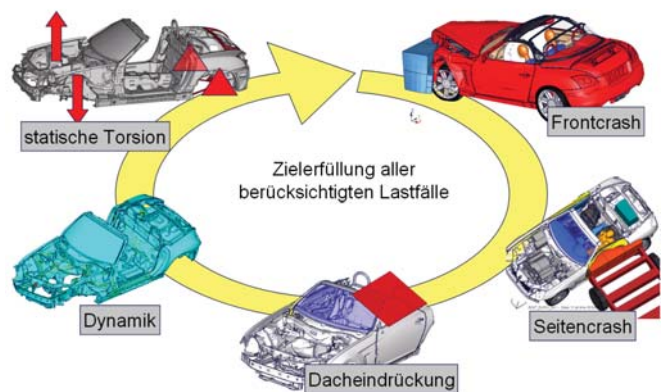 statische Torsion
Frontcrash
Zielerfüllung aller
berücksichtigten Lastfälle
Dynamik
Seitencrash
Dacheindrückung